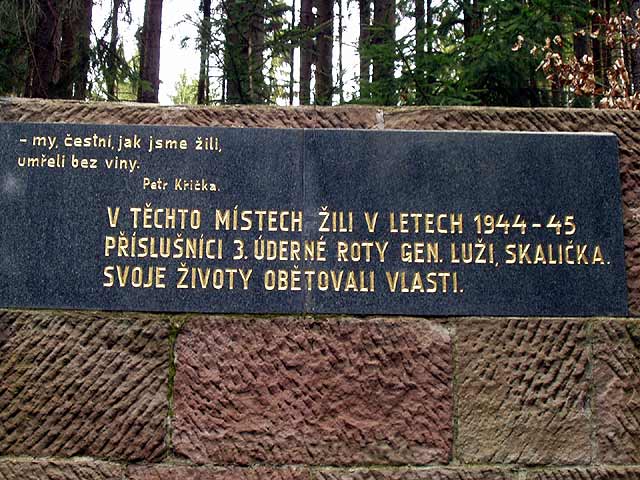 - my, čestní, jak jsme žili,
umřeli bez viny.
Petr Křička.
V TĚCHTO MÍSTECH ŽILI V LETECH 1944-45
PŘÍSLUŠNÍCI 3. ÚDERNÉ ROTY GEN. LUŽI, SKALIČKA.
SVOJE ŽIVOTY OBĚTOVALI VLASTI.